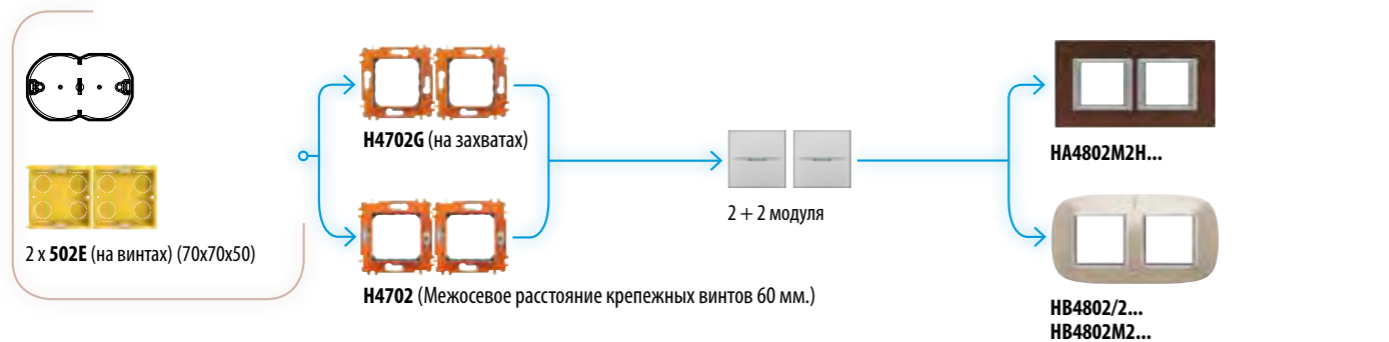 2 x 502E (на винтах) (70x70x50)
H4702G (на захватах)
H4702 (Межосевое расстояние крепежных винтов 60 мм.)
2 + 2 модуля
HA4802M2H...
HB4802/2...
HB4802M2...